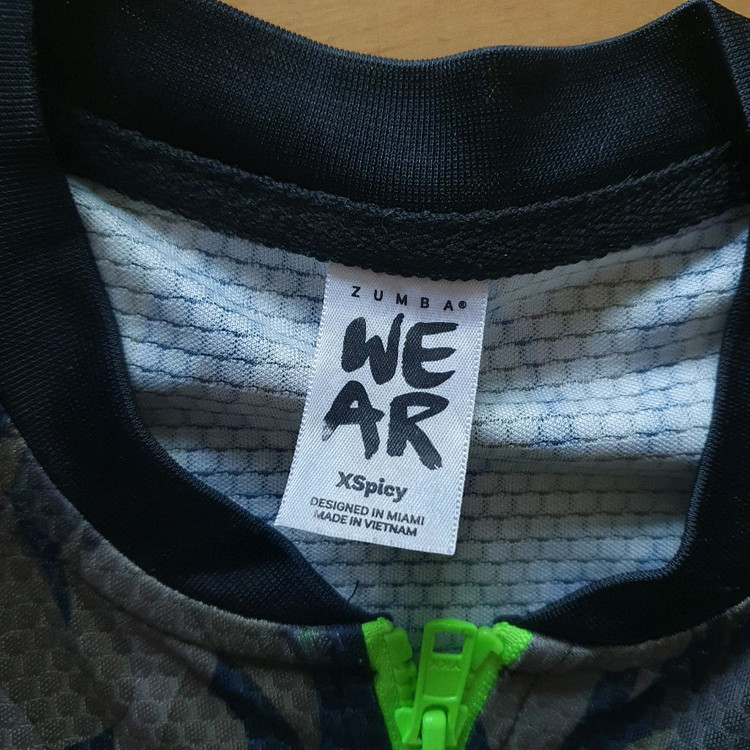 ZUMBA®
WE
AR
XSpicy
DESIGNED IN MIAMI
MADE IN VIETNAM